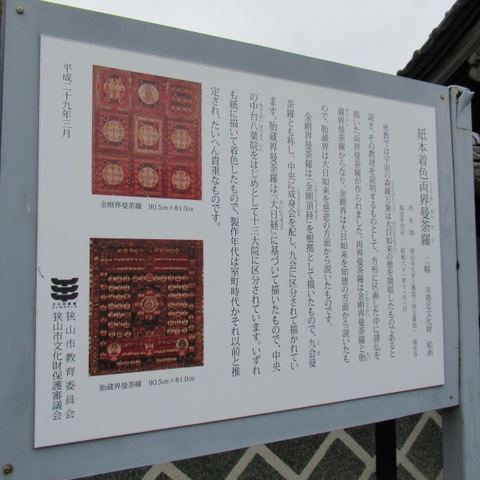 紙本着色両界曼荼羅 二幅 市指定文化財 絵画
密教では宇宙の森羅万象は大日如来の徳を開顕したものであると
説き、その教理を説明するものとして、方形に区画した中に諸仏を
描いた両界曼荼羅が作られました。両界曼荼羅は金剛界曼荼羅と胎
蔵界曼荼羅からなり、金剛界は大日如来を知徳の方面から説いたも
ので、胎蔵界は大日如来を慈悲の方面から説いたものです。
金剛界曼荼羅は『金剛頂経』を根拠として描いたもので、九会曼
荼羅とも称し、中央に成身会を配し、九会に区分されて描かれてい
ます。胎蔵界曼荼羅は『大日経』に基づいて描いたもので、中央
の中台八葉院をはじめとして十三大院に区分されています。いずれ
も紙に描いて着色したもので、製作年代は室町時代かそれ以前と推
定され、たいへん貴重なものです。
平成二十九年三月
金剛界曼荼羅 90.5cm×81.0cm
胎蔵界曼荼羅 90.5cm×81.0cm
狭山市教育委員会
狭山市文化財保護審議会